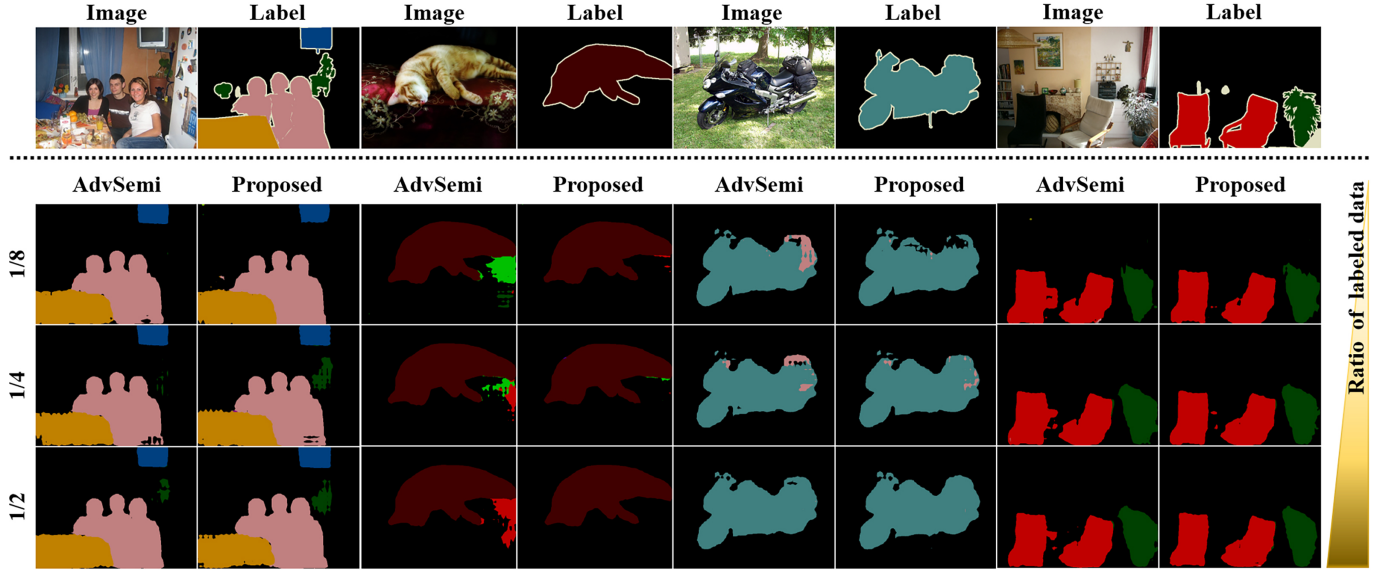 Image Label Image Label Image Label Image Label
AdvSemi Proposed AdvSemi Proposed AdvSemi Proposed AdvSemi Proposed
1/8
1/4
1/2
Ratio of labeled data